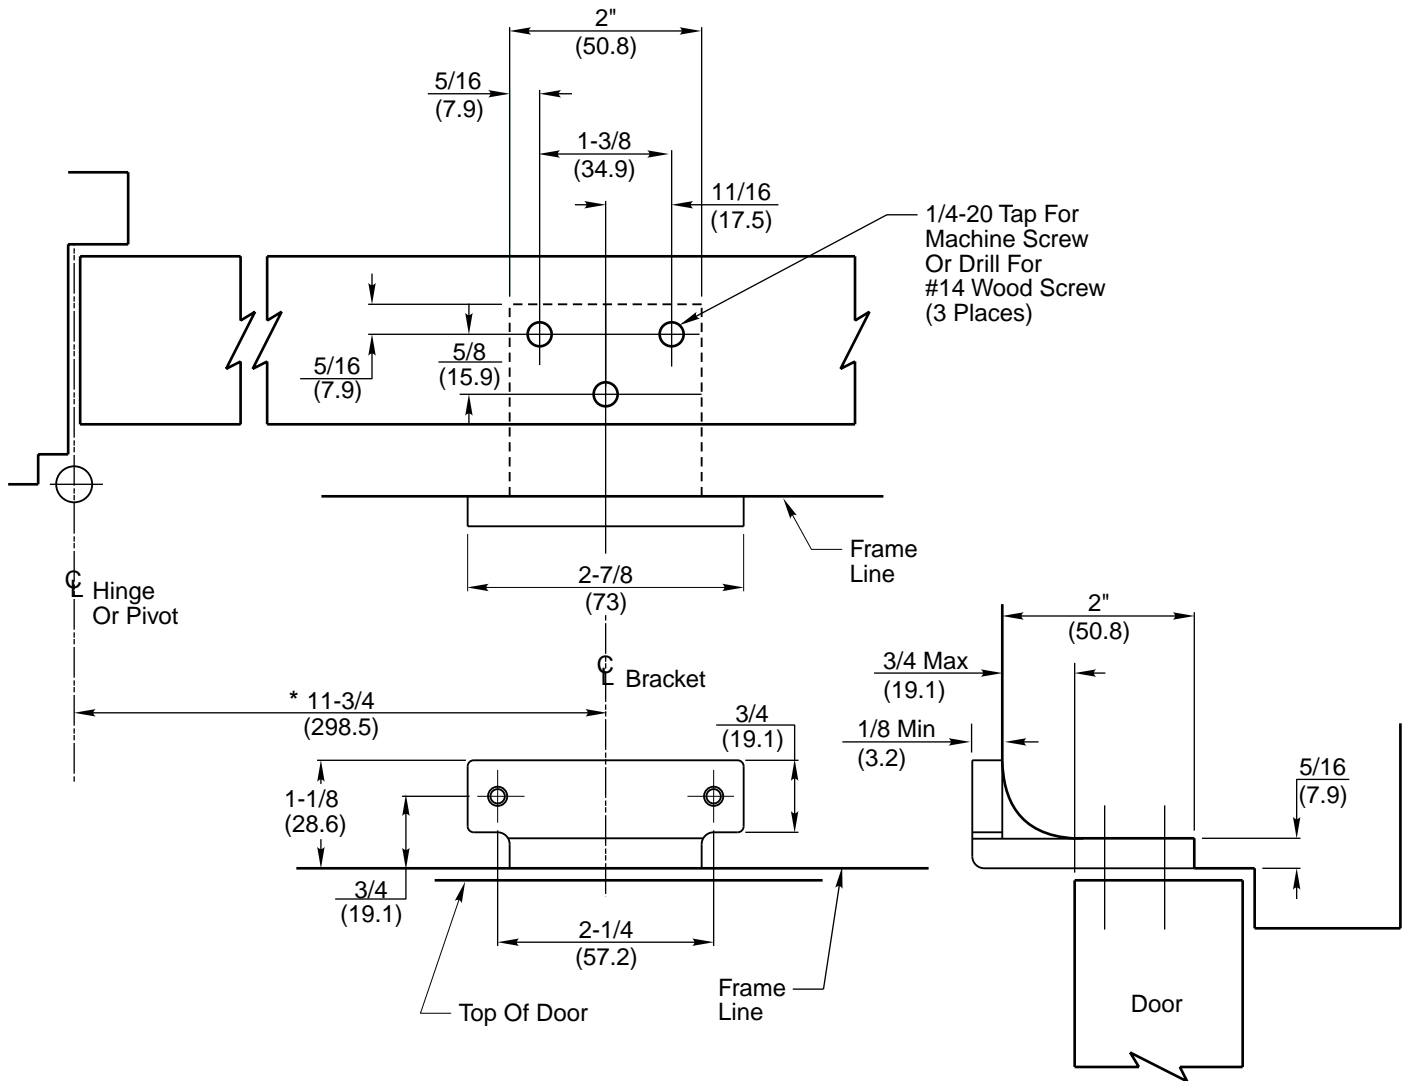 2"
(50.8)
5/16
(7.9)
1-3/8
(34.9)
11/16
(17.5)
1/4-20 Tap For
Machine Screw
Or Drill For
#14 Wood Screw
(3 Places)
5/16
(7.9)
5/8
(15.9)
Frame
Line
2-7/8
(73)
CL Hinge
Or Pivot
CL Bracket
* 11-3/4
(298.5)
3/4
(19.1)
1-1/8
(28.6)
3/4
(19.1)
2-1/4
(57.2)
Top Of Door
Frame
Line
2"
(50.8)
3/4 Max
(19.1)
1/8 Min
(3.2)
5/16
(7.9)
Door